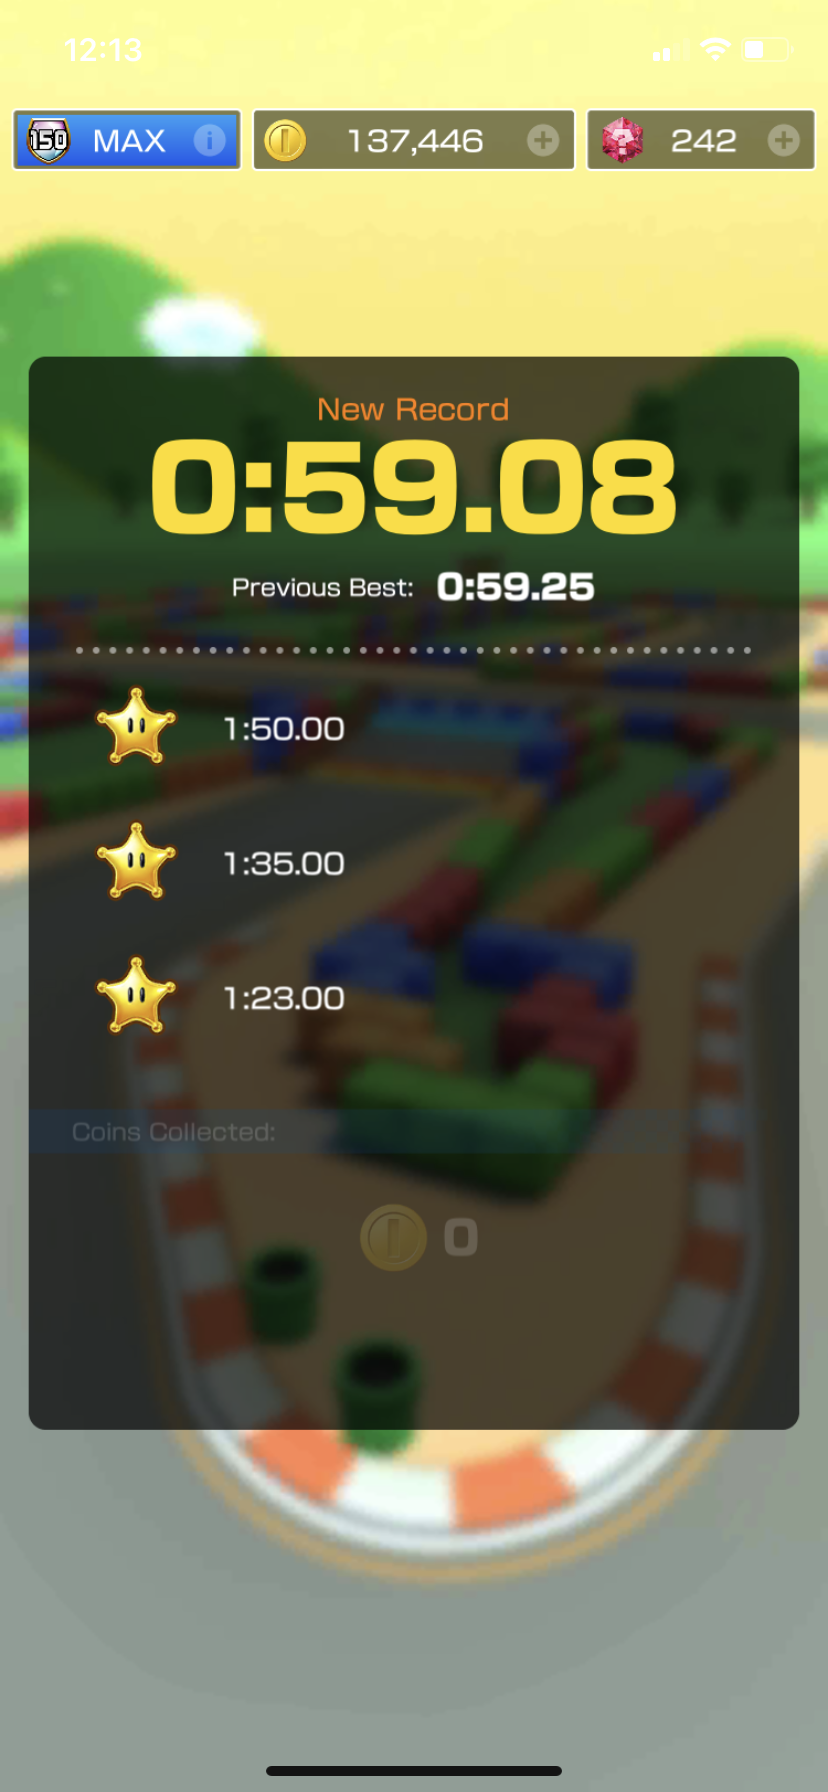 12:13
150 MAX i 137,446 + ? 242 +
New Record
0:59.08
Previous Best: 0:59.25
1:50.00
1:35.00
1:23.00
Coins Collected:
0